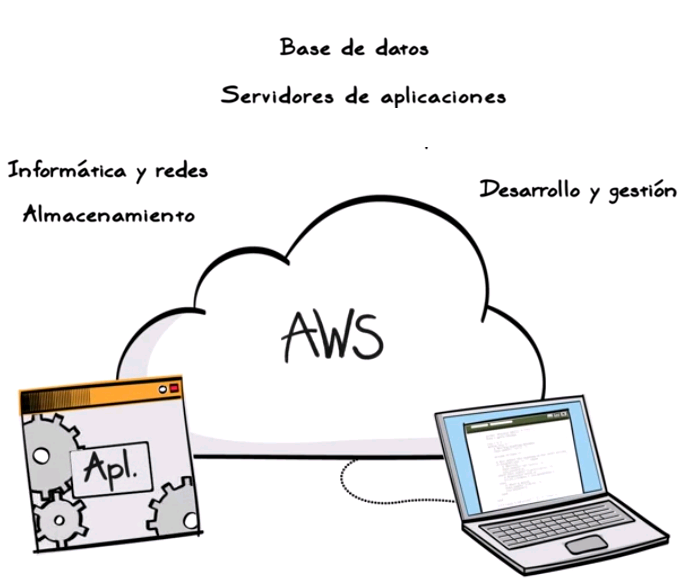 Base de datos
Servidores de aplicaciones
Informática y redes
Almacenamiento
Desarrollo y gestión
AWS
Apl.